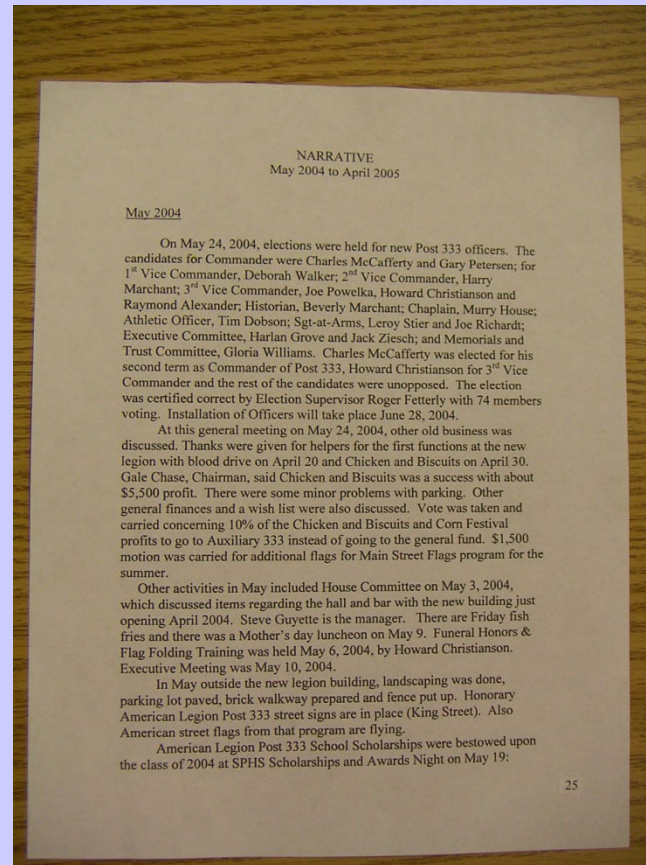 NARRATIVE
May 2004 to April 2005
May 2004
On May 24, 2004, elections were held for new Post 333 officers. The
candidates for Commander were Charles McCafferty and Gary Petersen; for
1st Vice Commander, Deborah Walker; 2nd Vice Commander, Harry
Marchant; 3rd Vice Commander, Joe Powelka, Howard Christianson and
Raymond Alexander; Historian, Beverly Marchant; Chaplain, Murry House;
Athletic Officer, Tim Dobson; Sgt-at-Arms, Leroy Stier and Joe Richardt;
Executive Committee, Harlan Grove and Jack Ziesch; and Memorials and
Trust Committee, Gloria Williams. Charles McCafferty was elected for his
second term as Commander of Post 333, Howard Christianson for 3rd Vice
Commander and the rest of the candidates were unopposed. The election
was certified correct by Election Supervisor Roger Fetterly with 74 members
voting. Installation of Officers will take place June 28, 2004.
At this general meeting on May 24, 2004, other old business was
discussed. Thanks were given for helpers for the first functions at the new
legion with blood drive on April 20 and Chicken and Biscuits on April 30.
Gale Chase, Chairman, said Chicken and Biscuits was a success with about
$5,500 profit. There were some minor problems with parking. Other
general finances and a wish list were also discussed. Vote was taken and
carried concerning 10% of the Chicken and Biscuits and Corn Festival
profits to go to Auxiliary 333 instead of going to the general fund. $1,500
motion was carried for additional flags for Main Street Flags program for the
summer.
Other activities in May included House Committee on May 3, 2004,
which discussed items regarding the hall and bar with the new building just
opening April 2004. Steve Guyette is the manager. There are Friday fish
fries and there was a Mother's day luncheon on May 9. Funeral Honors &
Flag Folding Training was held May 6, 2004, by Howard Christianson.
Executive Meeting was May 10, 2004.
In May outside the new legion building, landscaping was done,
parking lot paved, brick walkway prepared and fence put up. Honorary
American Legion Post 333 street signs are in place (King Street). Also
American street flags from that program are flying.
American Legion Post 333 School Scholarships were bestowed upon
the class of 2004 at SPHS Scholarships and Awards Night on May 19:
25